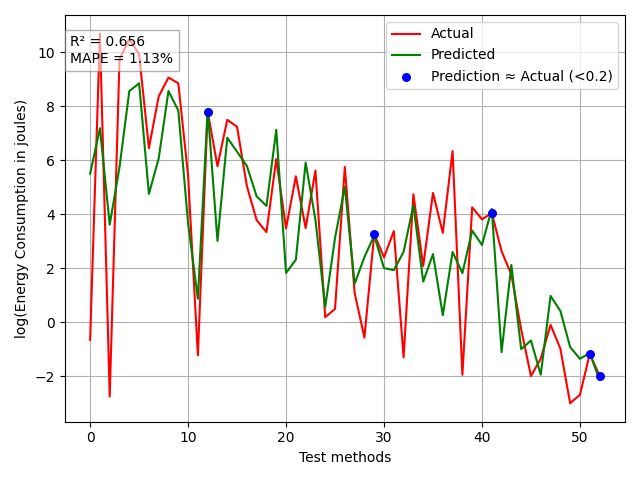 R² = 0.656
MAPE = 1.13%
Actual
Predicted
Prediction ≈ Actual (<0.2)
log(Energy Consumption in joules)
10
8
6
4
2
0
−2
0 10 20 30 40 50
Test methods